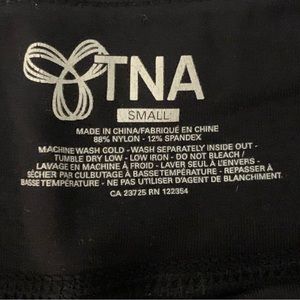 TNA
SMALL
MADE IN CHINA/FABRIQUÉ EN CHINE
88% NYLON - 12% SPANDEX
MACHINE WASH COLD - WASH SEPARATELY INSIDE OUT -
TUMBLE DRY LOW - LOW IRON - DO NOT BLEACH /
LAVAGE EN MACHINE À FROID - LAVER SEUL À L'ENVERS -
SÉCHER PAR CULBUTAGE À BASSE TEMPÉRATURE - REPASSER À
BASSE TEMPÉRATURE - NE PAS UTILISER D'AGENT DE BLANCHIMENT.
CA 23725 RN 122354